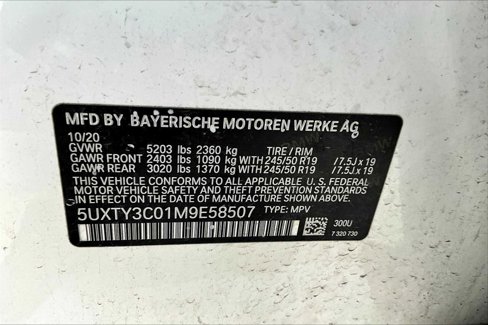 MFD BY BAYERISCHE MOTOREN WERKE AG
10/20
GVWR 5203 lbs 2360 kg TIRE / RIM
GAWR FRONT 2403 lbs 1090 kg WITH 245/50 R19 / 7.5J x 19
GAWR REAR 3020 lbs 1370 kg WITH 245/50 R19 / 7.5J x 19
THIS VEHICLE CONFORMS TO ALL APPLICABLE FEDERAL
MOTOR VEHICLE SAFETY, BUMPER, AND THEFT PREVENTION
STANDARDS IN EFFECT ON THE DATE OF MANUFACTURE SHOWN ABOVE.
5UXTY3C01M9E58507 TYPE: MPV
300U
7 320 730